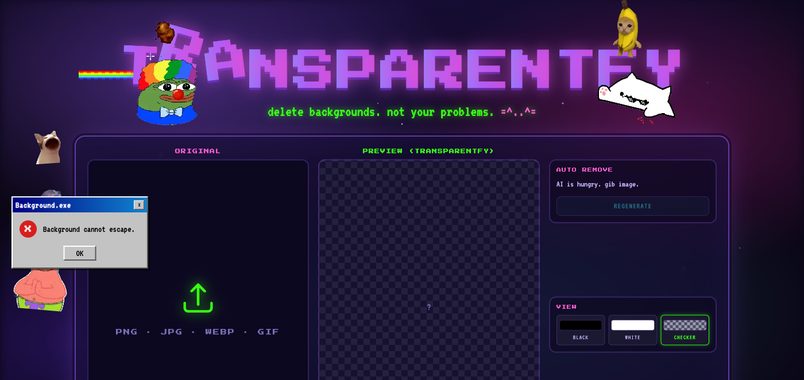 TRANSPARENTFY
delete backgrounds. not your problems. =^..^=
ORIGINAL
PREVIEW (TRANSPARENTFY)
AUTO REMOVE
AI is hungry. gib image.
REGENERATE
Background.exe
x
Background cannot escape.
OK
?
PNG · JPG · WEBP · GIF
VIEW
BLACK
WHITE
CHECKER